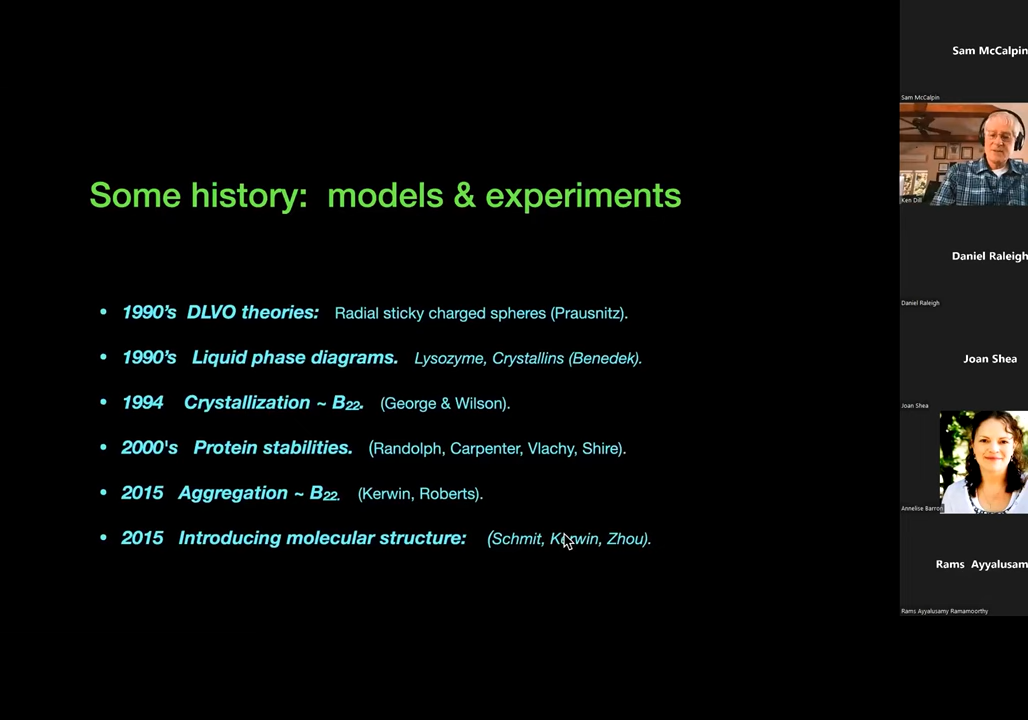 Some history: models & experiments
• 1990's DLVO theories: Radial sticky charged spheres (Prausnitz).
• 1990's Liquid phase diagrams. Lysozyme, Crystallins (Benedek).
• 1994 Crystallization ~ B22. (George & Wilson).
• 2000's Protein stabilities. (Randolph, Carpenter, Vlachy, Shire).
• 2015 Aggregation ~ B22. (Kerwin, Roberts).
• 2015 Introducing molecular structure: (Schmit, Kerwin, Zhou).
Sam McCalpin
Sam McCalpin
Ken Dill
Daniel Raleigh
Daniel Raleigh
Joan Shea
Joan Shea
Annelise Barron
Rams Ayyalusam
Rams Ayyalusamy Ramamoorthy